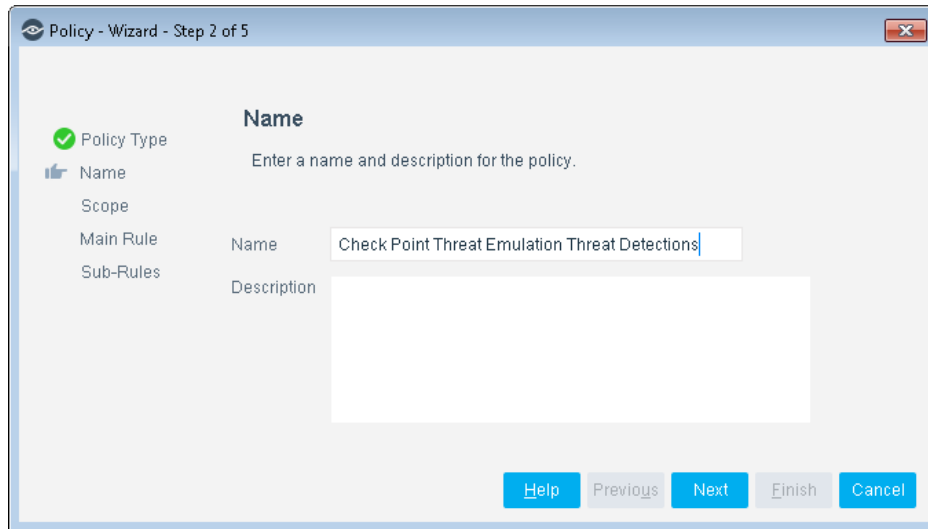 Policy - Wizard - Step 2 of 5
Policy Type
Name
Scope
Main Rule
Sub-Rules
Name
Enter a name and description for the policy.
Name Check Point Threat Emulation Threat Detections
Description
Help Previous Next Finish Cancel